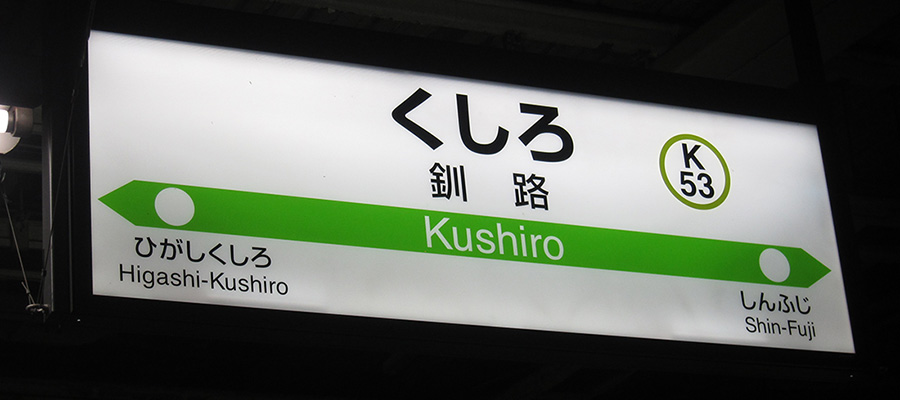 くしろ
釧路
K
53
Kushiro
ひがしくしろ
Higashi-Kushiro
しんふじ
Shin-Fuji